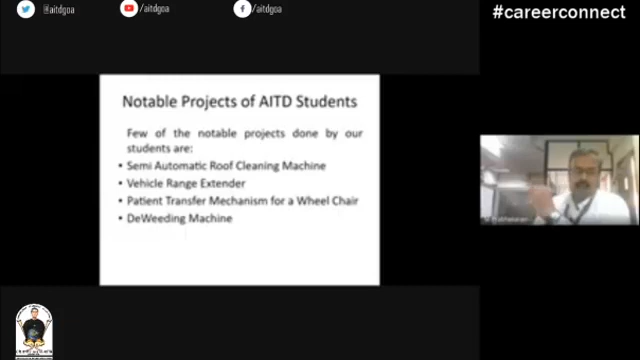 @aitdgoa
/aitdgoa
/aitdgoa
#careerconnect
Notable Projects of AITD Students
Few of the notable projects done by our
students are:
• Semi Automatic Roof Cleaning Machine
• Vehicle Range Extender
• Patient Transfer Mechanism for a Wheel Chair
• DeWeeding Machine